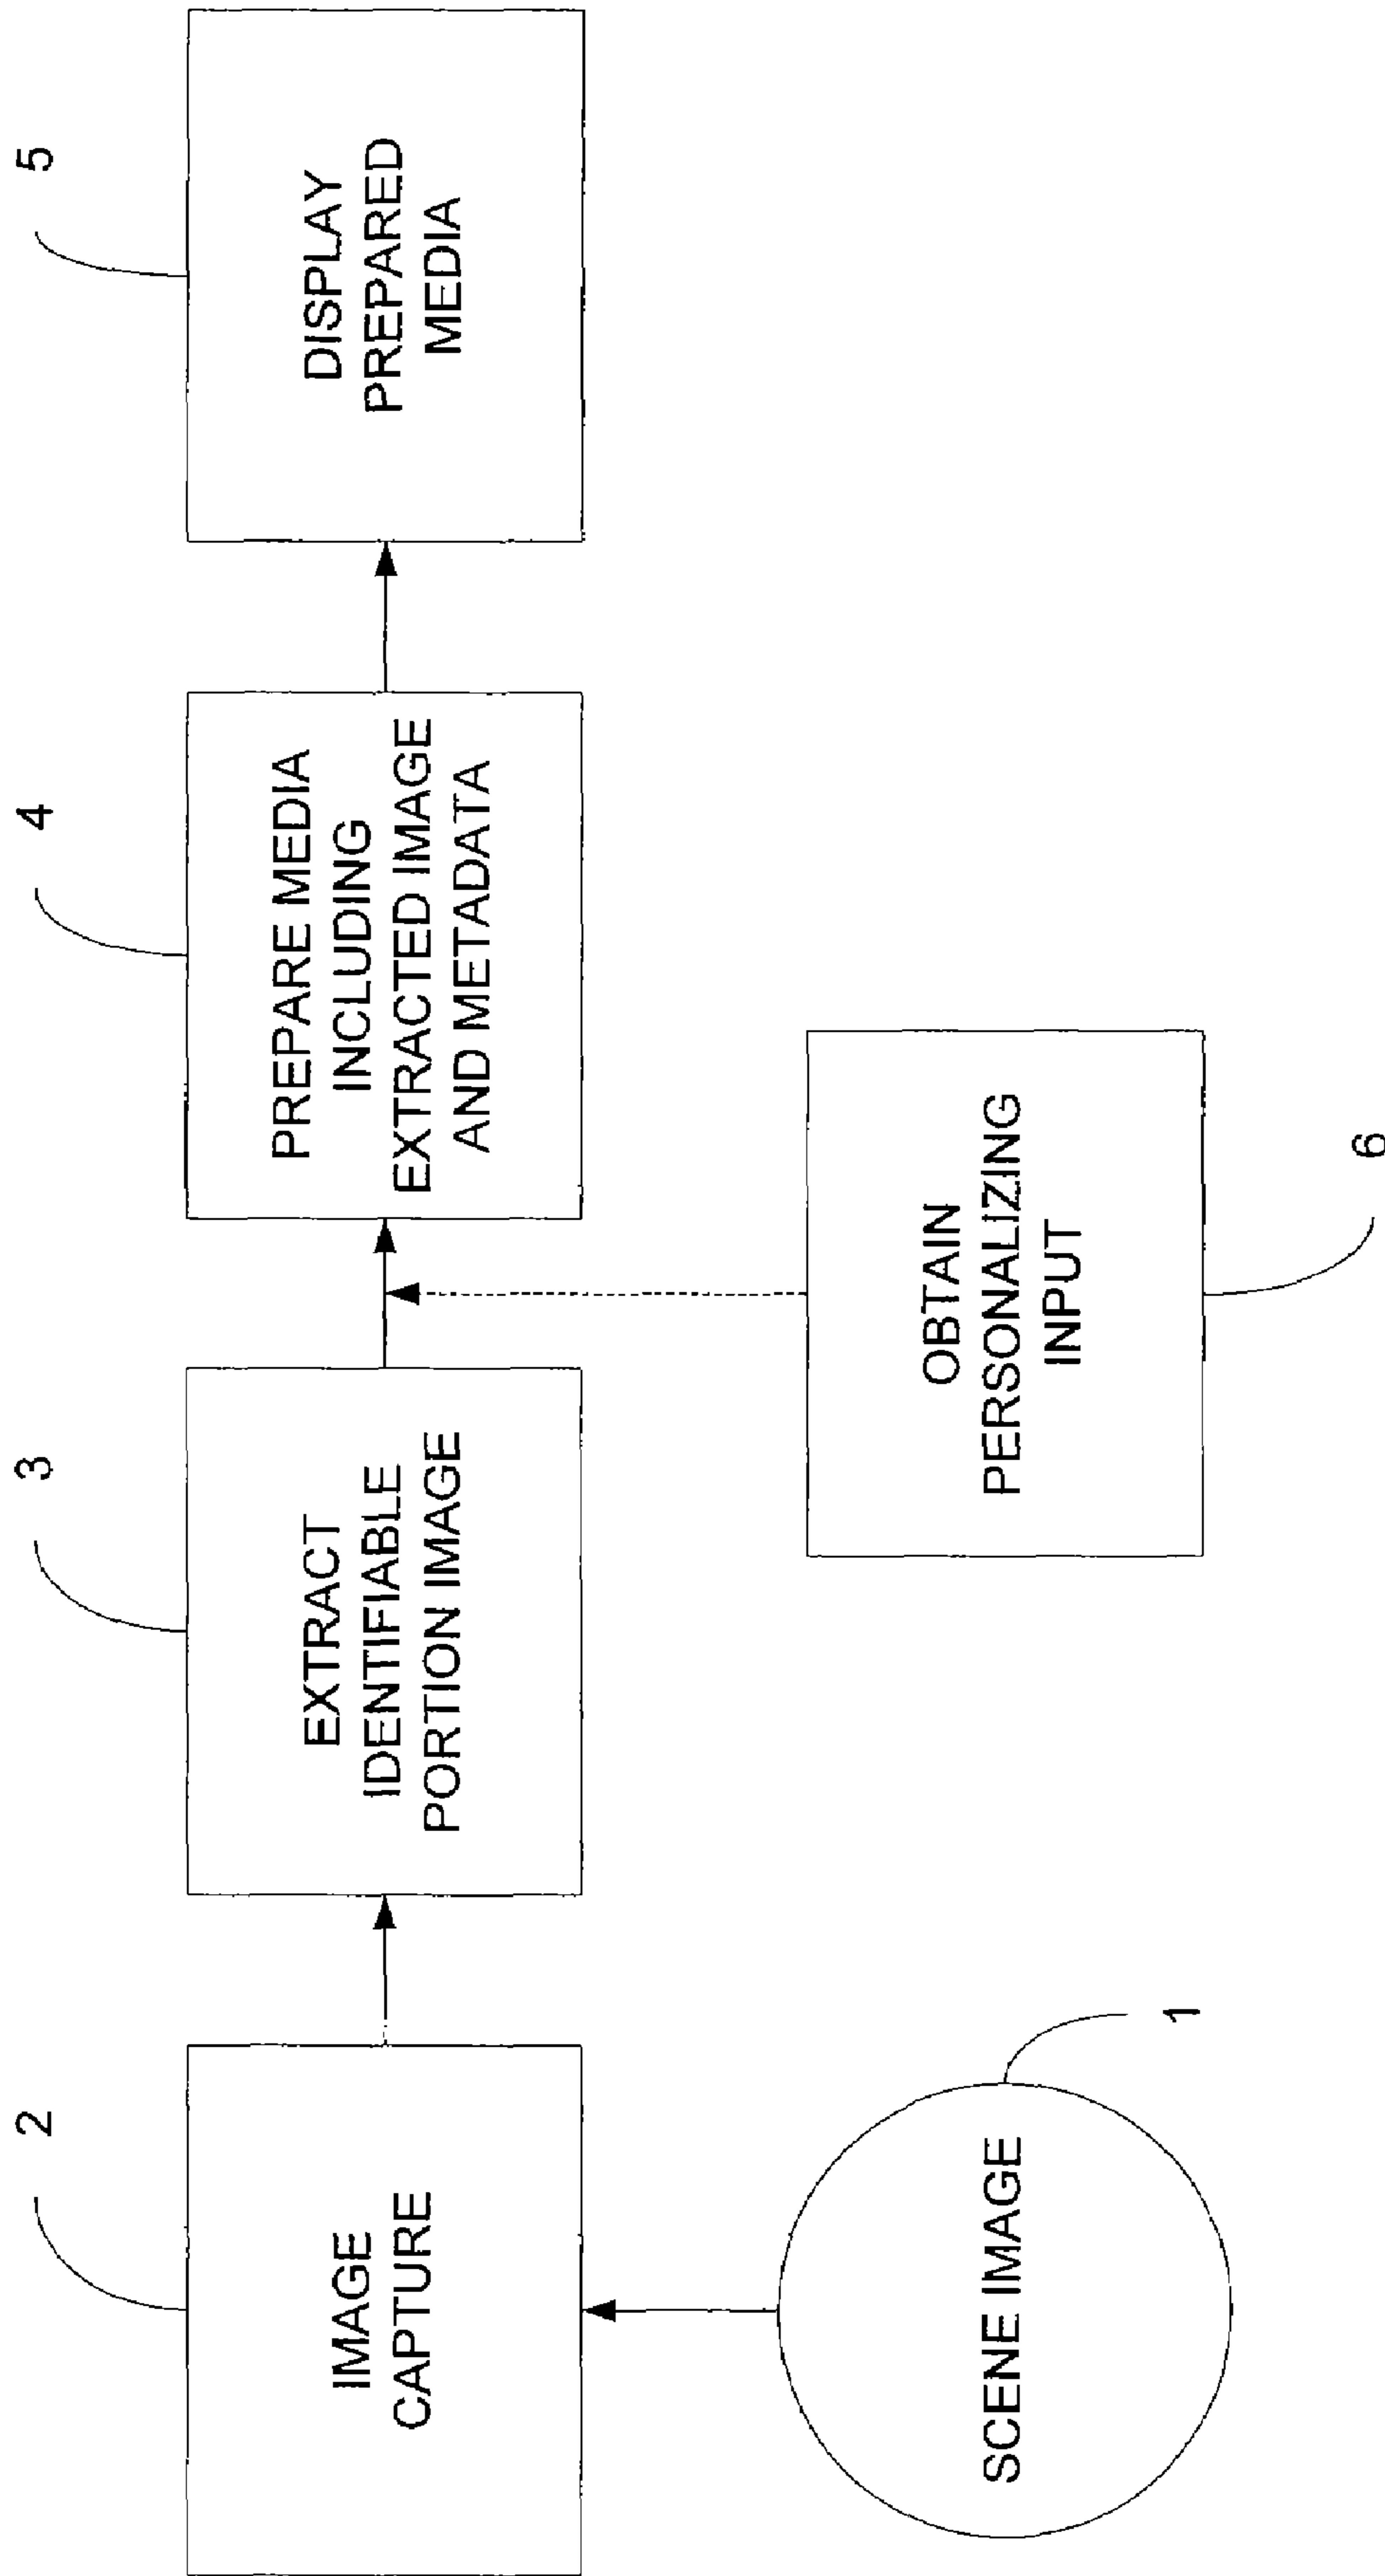 2
3
4
5
IMAGE
CAPTURE
EXTRACT
IDENTIFIABLE
PORTION IMAGE
PREPARE MEDIA
INCLUDING
EXTRACTED IMAGE
AND METADATA
DISPLAY
PREPARED
MEDIA
SCENE IMAGE
1
OBTAIN
PERSONALIZING
INPUT
6